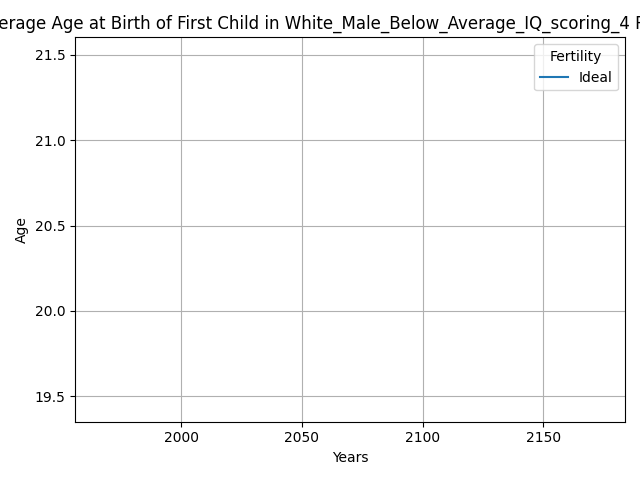 erage Age at Birth of First Child in White_Male_Below_Average_IQ_scoring_4
Fertility
Ideal
21.5
21.0
20.5
20.0
19.5
Age
2000 2050 2100 2150
Years